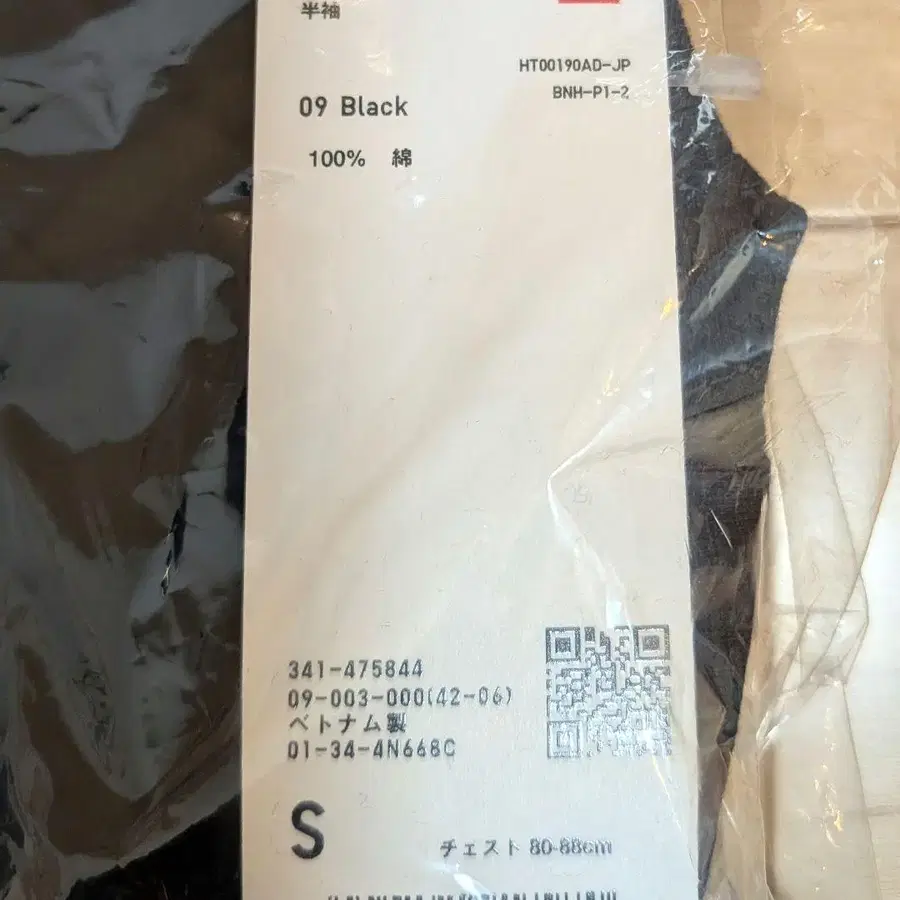 半袖
HT00190AD-JP
BNH-P1-2
09 Black
100% 綿
341-475844
09-003-000(42-06)
ベトナム製
01-34-4N668C
S
チェスト 80-88cm